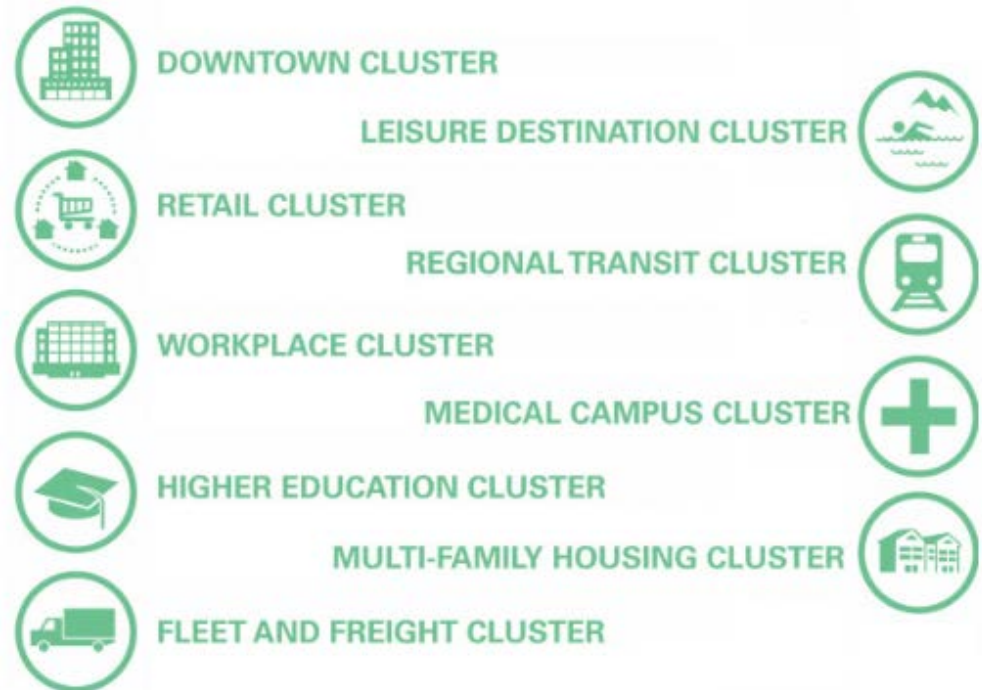 DOWNTOWN CLUSTER
LEISURE DESTINATION CLUSTER
RETAIL CLUSTER
REGIONAL TRANSIT CLUSTER
WORKPLACE CLUSTER
MEDICAL CAMPUS CLUSTER
HIGHER EDUCATION CLUSTER
MULTI-FAMILY HOUSING CLUSTER
FLEET AND FREIGHT CLUSTER